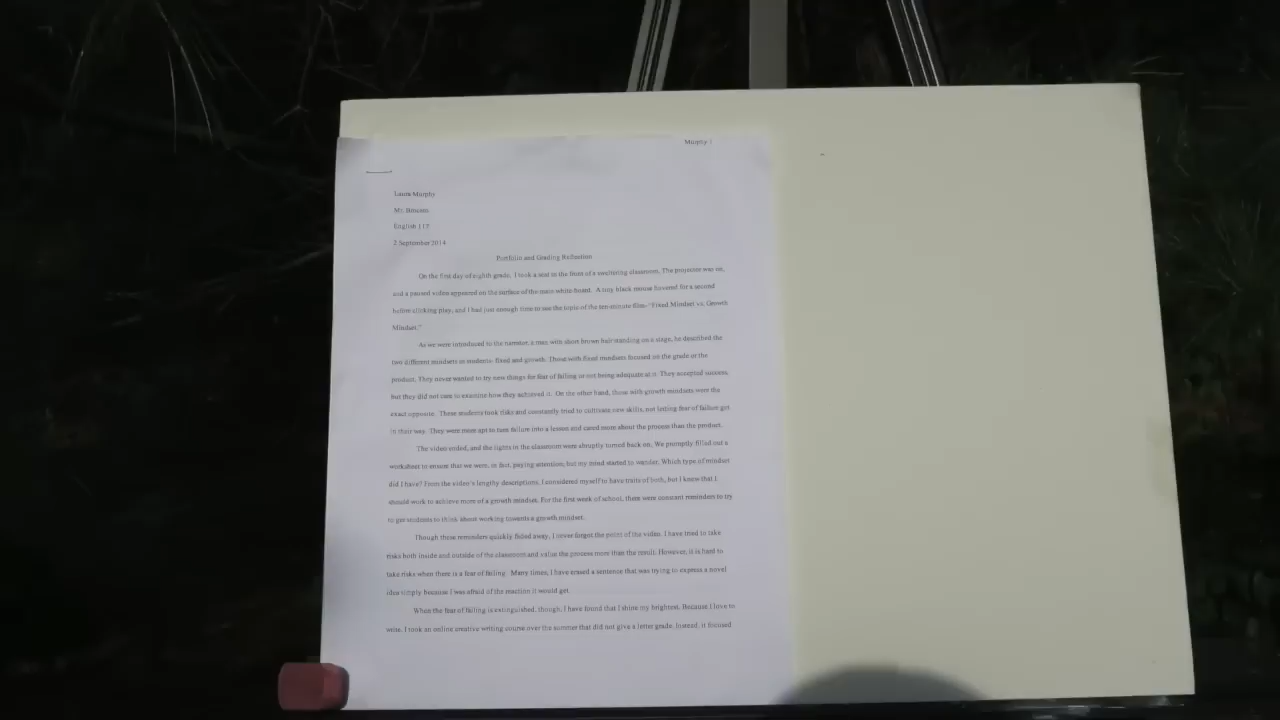 Murphy 1
Laura Murphy
Mr.
English 11
2 September 2014
Portfolio and Grading Reflection
On the first day of eighth grade, I took a seat in the front of a sweltering classroom. The projector was on,
and a paused video appeared on the surface of the main white board. A tiny black mouse hovered for a second
before clicking play, and I had just enough time to see the topic of the ten-minute film-"Fixed Mindset vs. Growth
Mindset."
As we were introduced to the narrator, a man with short brown hair standing on a stage, he described the
two different mindsets in students- fixed and growth. Those with fixed mindsets focused on the grade or the
product. They never wanted to try new things for fear of failing or not being adequate at it. They accepted success,
but they did not care to examine how they achieved it. On the other hand, those with growth mindsets were the
exact opposite. These students took risks and constantly tried to cultivate new skills, not letting fear of failure get
in their way. They were more apt to turn failure into a lesson and cared more about the process than the product.
The video ended, and the lights in the classroom were abruptly turned back on. We promptly filled out a
worksheet to ensure that we were, in fact, paying attention, but my mind started to wander. Which type of mindset
did I have? From the video's lengthy descriptions, I considered myself to have traits of both, but I knew that I
should work to achieve more of a growth mindset. For the first week of school, there were constant reminders to try
to get students to think about working towards a growth mindset.
Though these reminders quickly faded away, I never forgot the point of the video. I have tried to take
risks both inside and outside of the classroom and value the process more than the result. However, it is hard to
take risks when there is a fear of failing. Many times, I have erased a sentence that was trying to express a novel
idea simply because I was afraid of the reaction it would get.
When the fear of failing is extinguished, though, I have found that I shine my brightest. Because I love to
write, I took an online creative writing course over the summer that did not give a letter grade. Instead, it focused